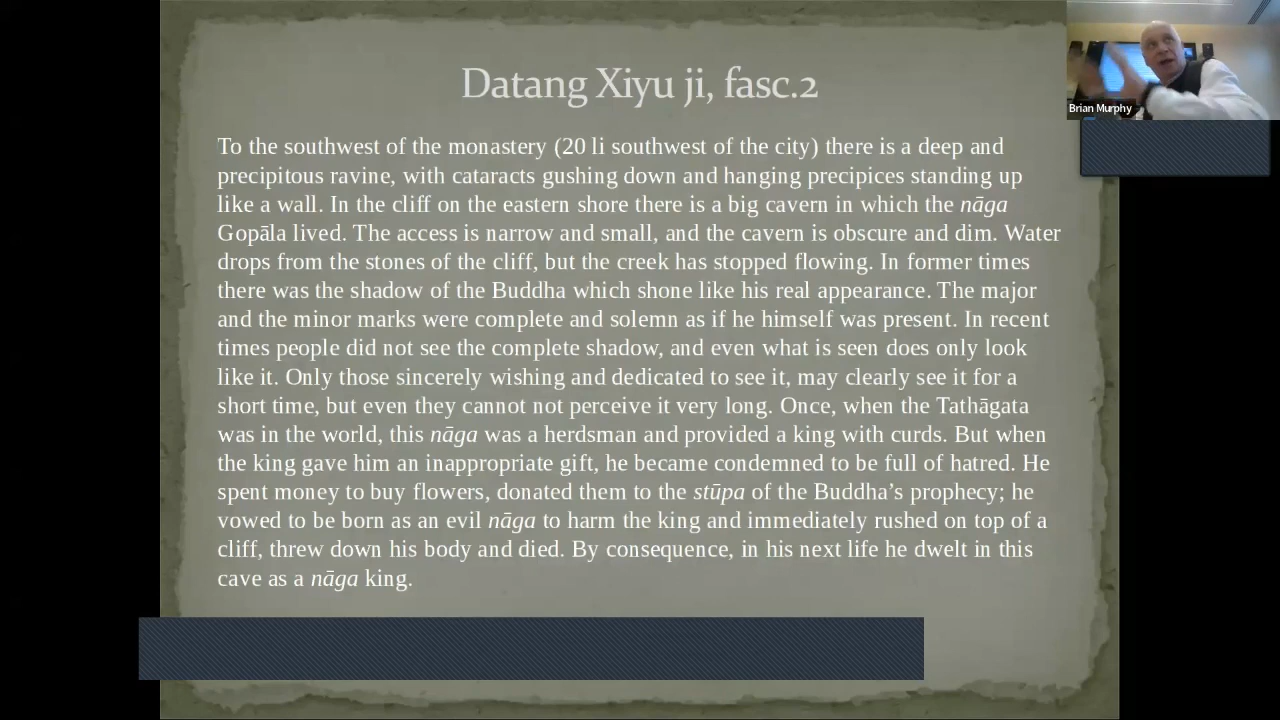 Datang Xiyu ji, fasc.2
Brian Murphy
To the southwest of the monastery (20 li southwest of the city) there is a deep and
precipitous ravine, with cataracts gushing down and hanging precipices standing up
like a wall. In the cliff on the eastern shore there is a big cavern in which the nāga
Gopāla lived. The access is narrow and small, and the cavern is obscure and dim. Water
drops from the stones of the cliff, but the creek has stopped flowing. In former times
there was the shadow of the Buddha which shone like his real appearance. The major
and the minor marks were complete and solemn as if he himself was present. In recent
times people did not see the complete shadow, and even what is seen does only look
like it. Only those sincerely wishing and dedicated to see it, may clearly see it for a
short time, but even they cannot not perceive it very long. Once, when the Tathāgata
was in the world, this nāga was a herdsman and provided a king with curds. But when
the king gave him an inappropriate gift, he became condemned to be full of hatred. He
spent money to buy flowers, donated them to the stūpa of the Buddha’s prophecy; he
vowed to be born as an evil nāga to harm the king and immediately rushed on top of a
cliff, threw down his body and died. By consequence, in his next life he dwelt in this
cave as a nāga king.